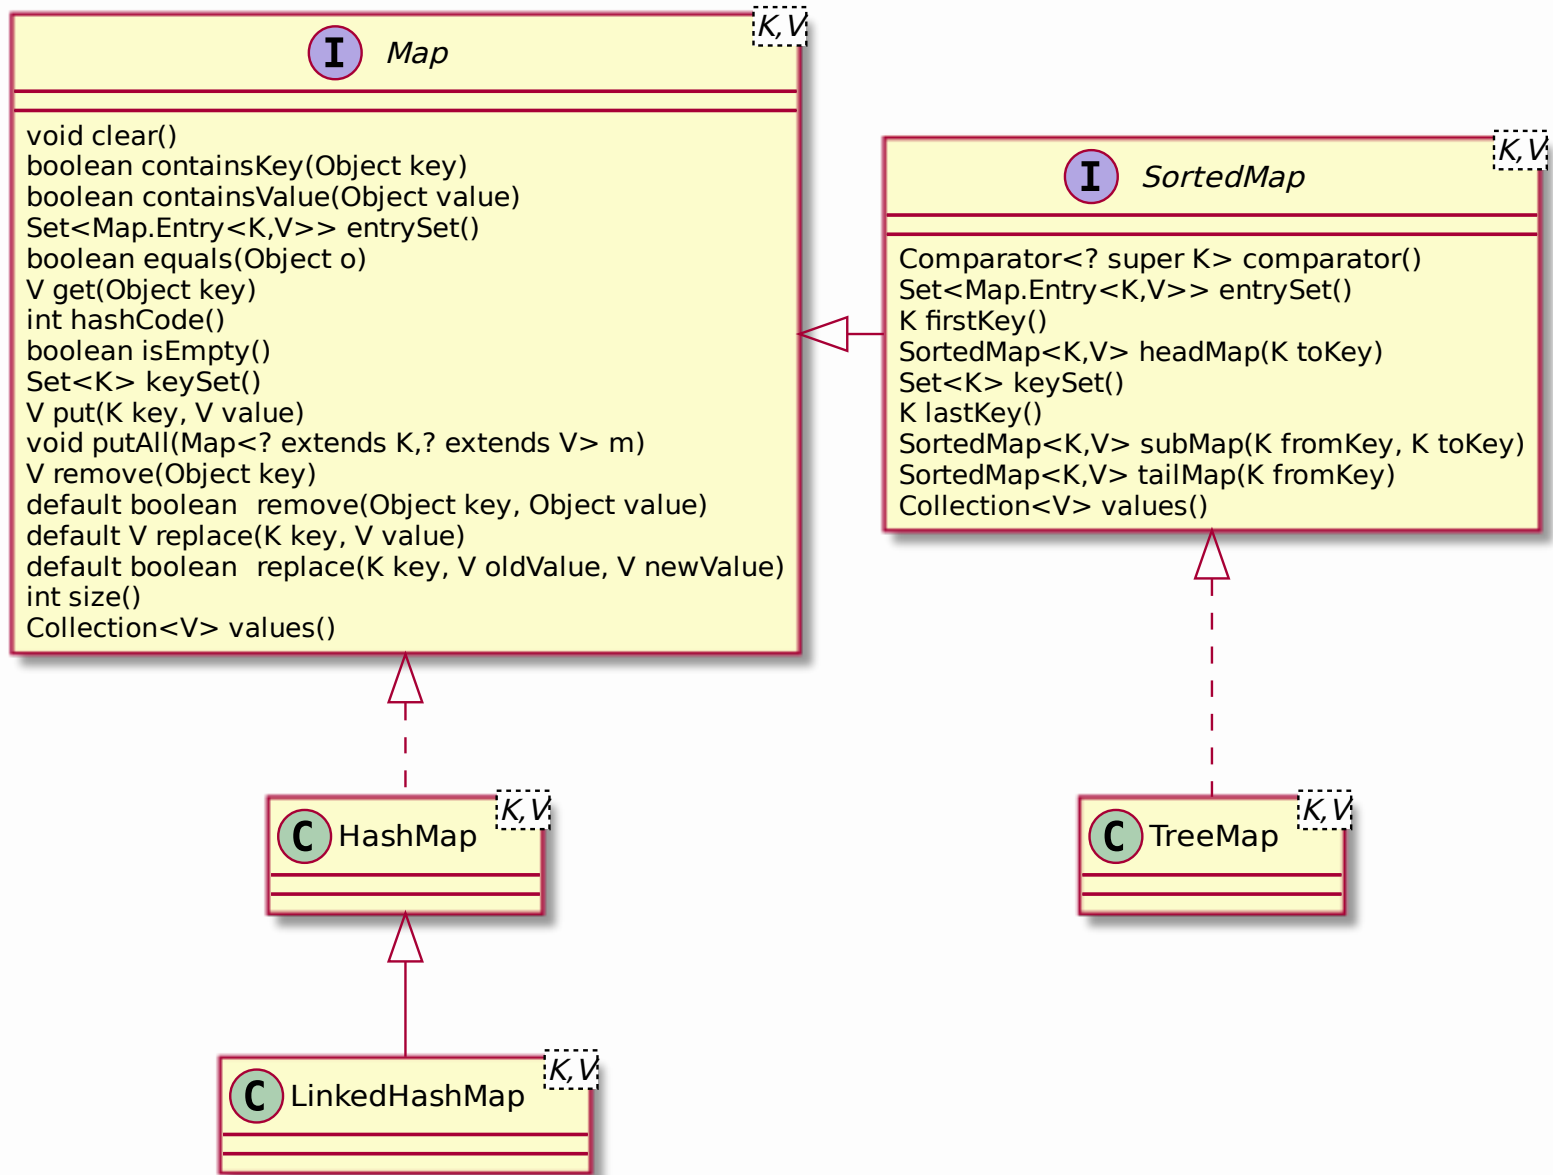 K,V
I Map
void clear()
boolean containsKey(Object key)
boolean containsValue(Object value)
Set<Map.Entry<K,V>> entrySet()
boolean equals(Object o)
V get(Object key)
int hashCode()
boolean isEmpty()
Set<K> keySet()
V put(K key, V value)
void putAll(Map<? extends K,? extends V> m)
V remove(Object key)
default boolean  remove(Object key, Object value)
default V replace(K key, V value)
default boolean  replace(K key, V oldValue, V newValue)
int size()
Collection<V> values()
K,V
I SortedMap
Comparator<? super K> comparator()
Set<Map.Entry<K,V>> entrySet()
K firstKey()
SortedMap<K,V> headMap(K toKey)
Set<K> keySet()
K lastKey()
SortedMap<K,V> subMap(K fromKey, K toKey)
SortedMap<K,V> tailMap(K fromKey)
Collection<V> values()
K,V
C HashMap
K,V
C TreeMap
K,V
C LinkedHashMap